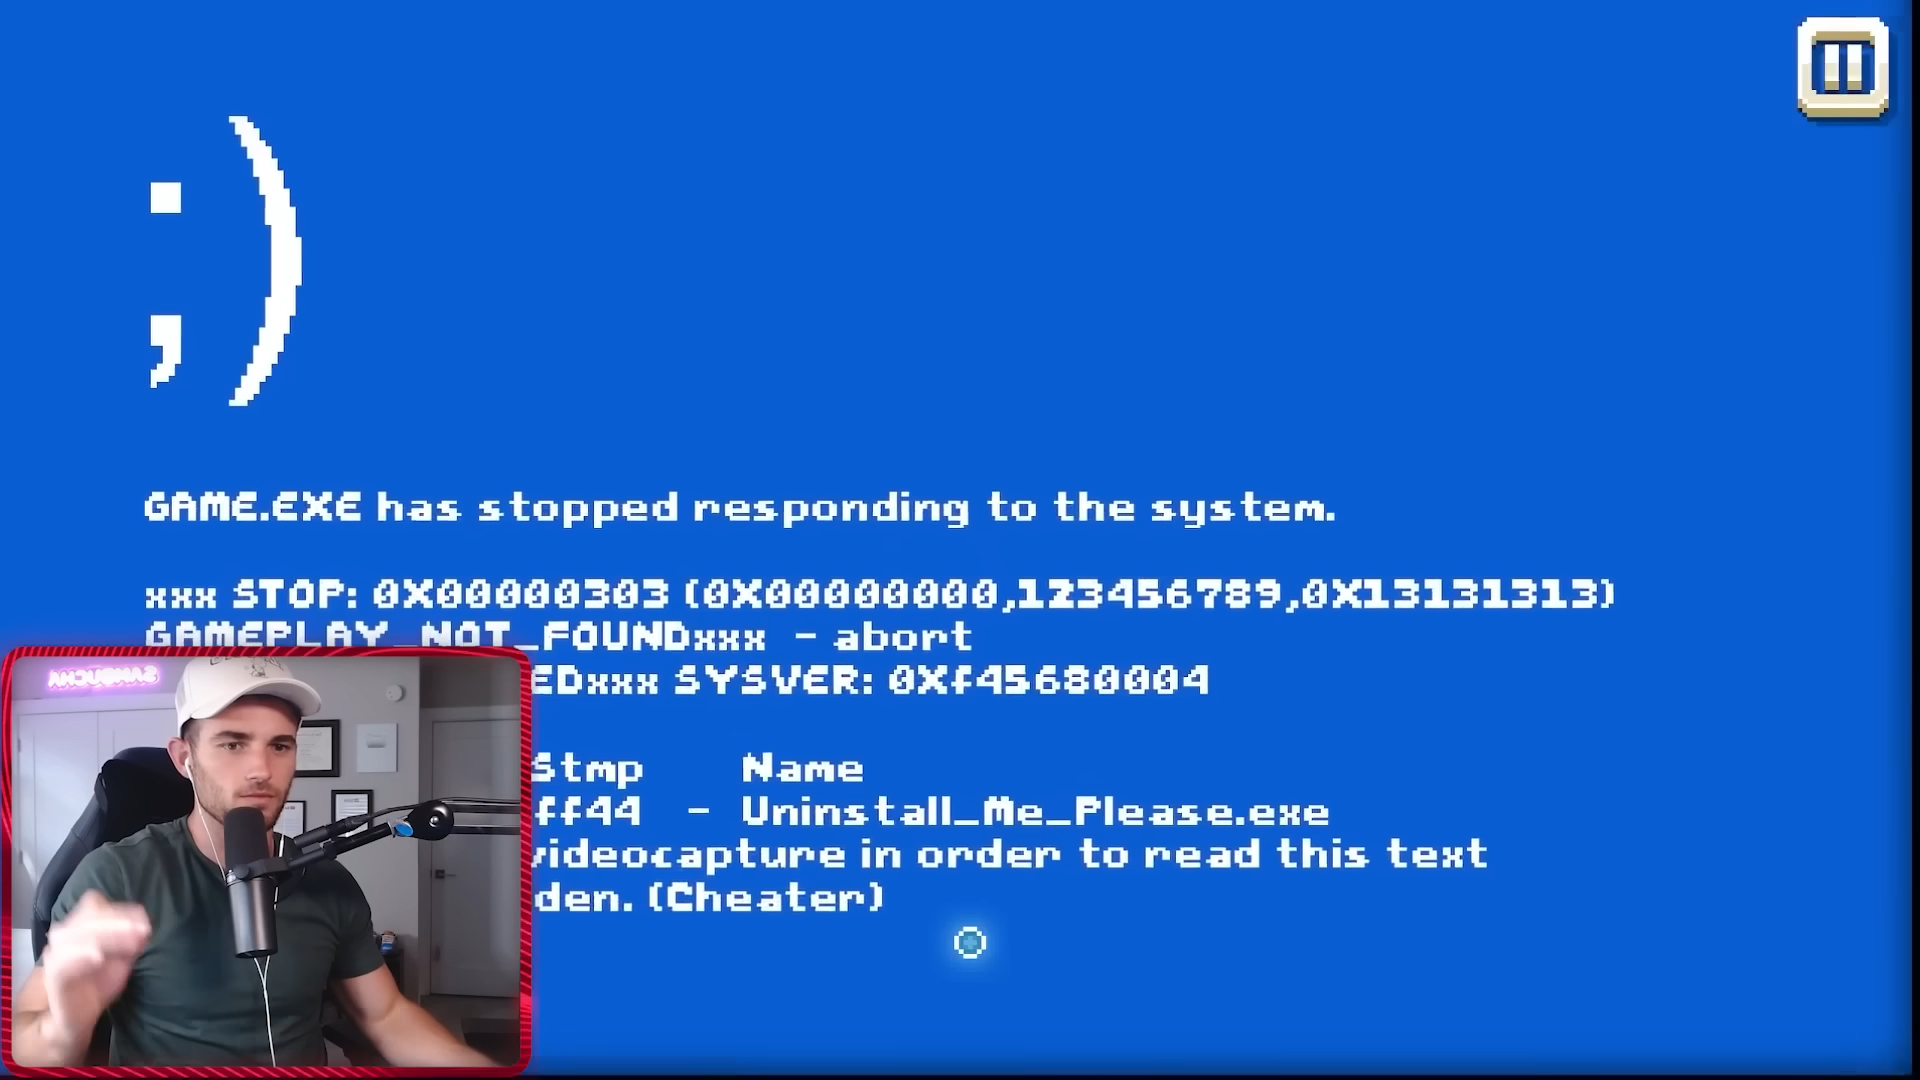 ;)
GAME.EXE has stopped responding to the system.
xxx STOP: 0X00000303 (0X00000000,123456789,0X13131313)
GAMEPLAY_NOT_FOUNDxxx - abort
EDxxx SYSVER: 0Xf45680004
Stmp Name
ff44 - Uninstall_Me_Please.exe
videocapture in order to read this text
den. (Cheater)
SAMBUCHA